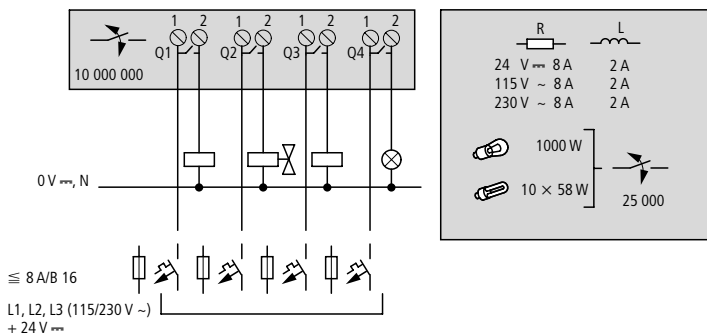 1 2 1 2 1 2 1 2
Q1 Q2 Q3 Q4
10 000 000
0 V ⎓, N
≦ 8 A/B 16
L1, L2, L3 (115/230 V ~)
+ 24 V ⎓
R L
24 V ⎓ 8 A 2 A
115 V ~ 8 A 2 A
230 V ~ 8 A 2 A
1000 W
10 × 58 W
25 000